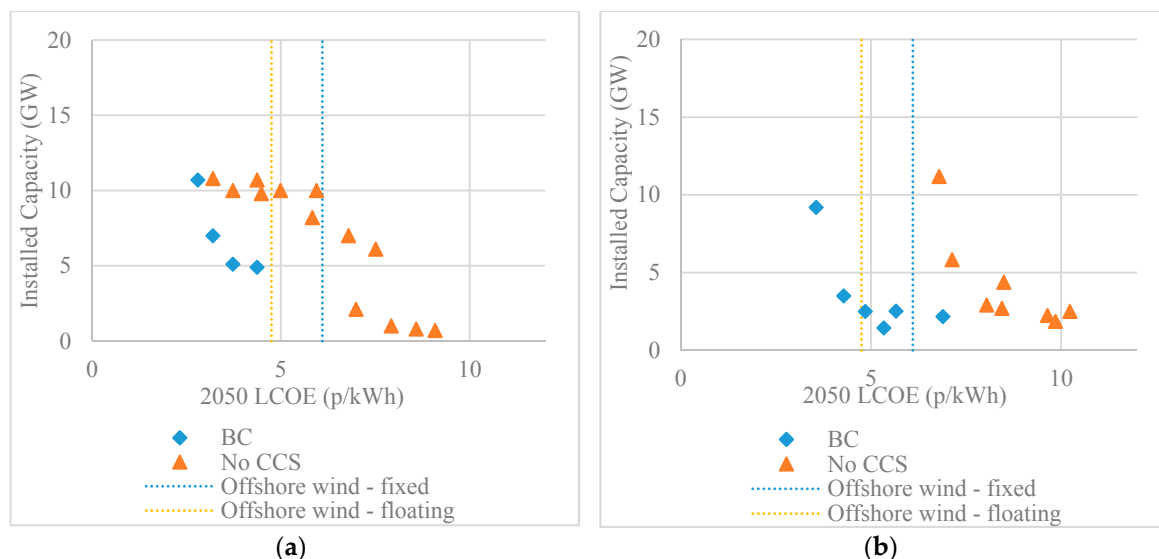 20
15
10
5
0
Installed Capacity (GW)
0
5
10
2050 LCOE (p/kWh)
BC
No CCS
Offshore wind - fixed
Offshore wind - floating
(a)
20
15
10
5
0
Installed Capacity (GW)
0
5
10
2050 LCOE (p/kWh)
BC
No CCS
Offshore wind - fixed
Offshore wind - floating
(b)